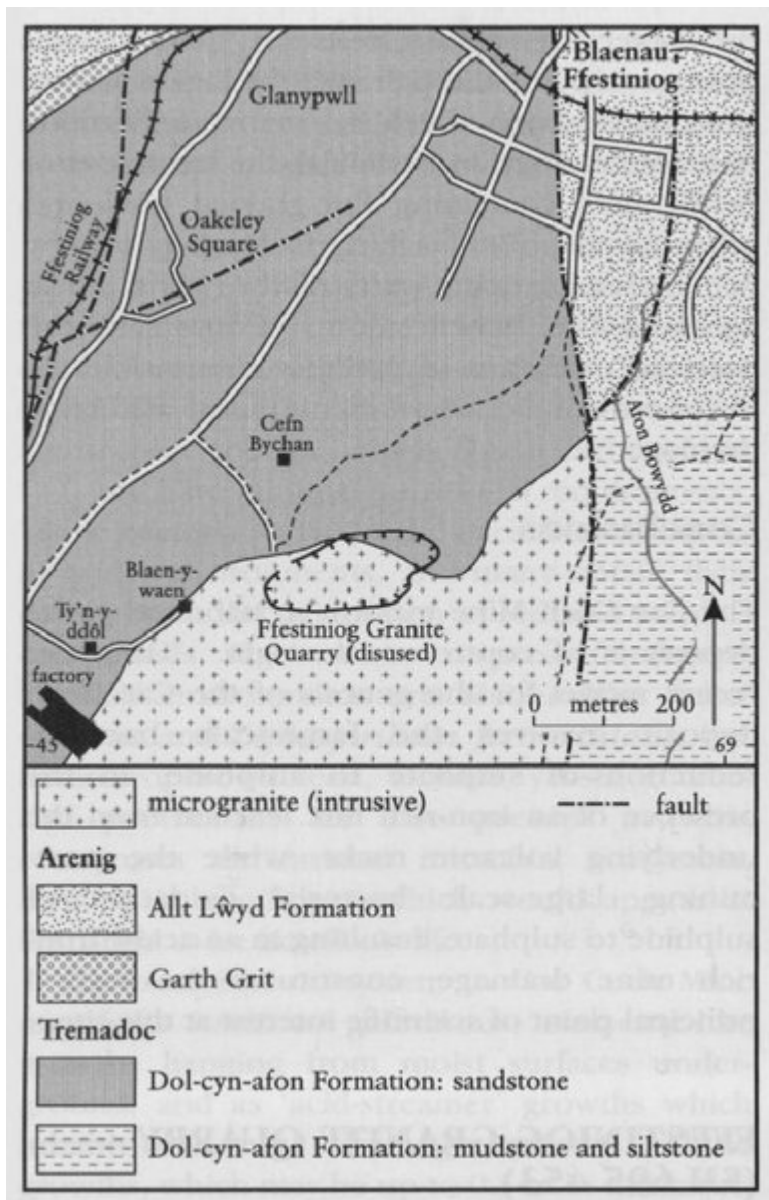 Blaenau
Ffestiniog
Glanypwll
Ffestiniog
Railway
Oakeley
Square
Cefn
Bychan
Afon Bowydd
Blaen-y-
waen
Ty'n-y-
ddôl
factory
Ffestiniog Granite
Quarry (disused)
N
0 metres 200
45
69
microgranite (intrusive)
fault
Arenig
Allt Lŵyd Formation
Garth Grit
Tremadoc
Dol-cyn-afon Formation: sandstone
Dol-cyn-afon Formation: mudstone and siltstone